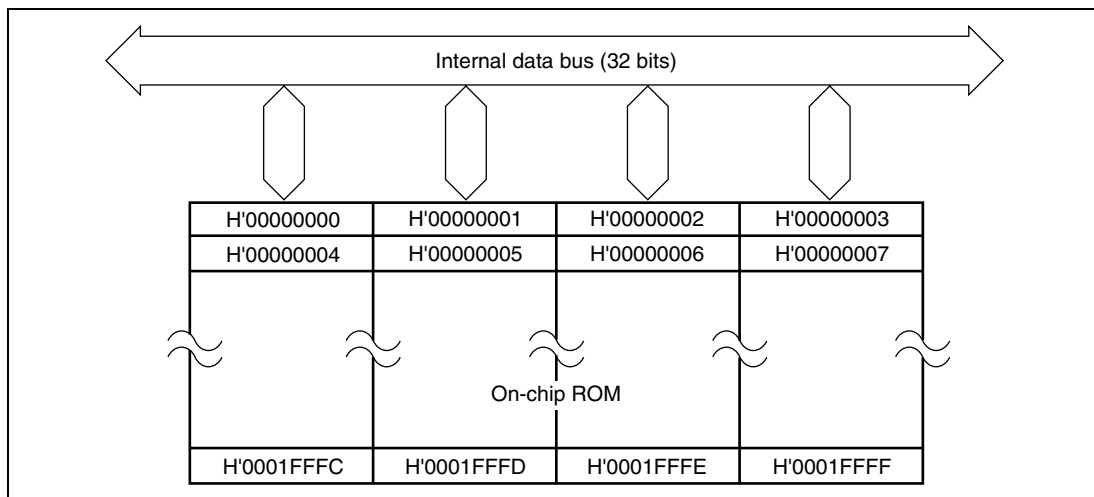 Internal data bus (32 bits)
H'00000000 H'00000001 H'00000002 H'00000003
H'00000004 H'00000005 H'00000006 H'00000007
On-chip ROM
H'0001FFFC H'0001FFFD H'0001FFFE H'0001FFFF